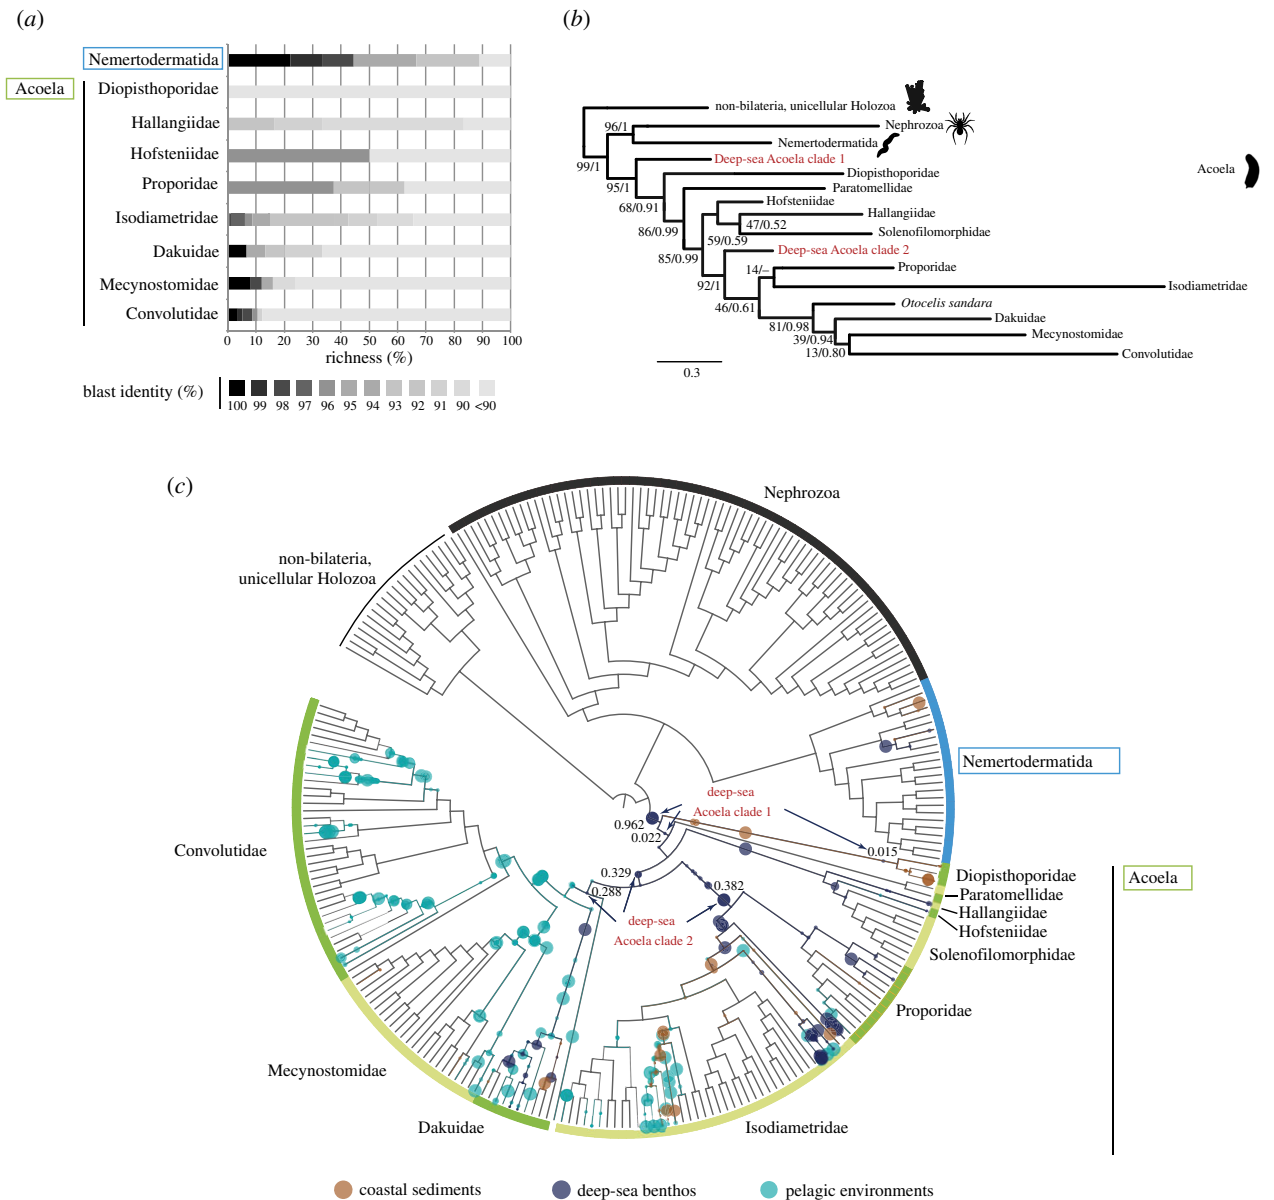 (a)
Nemertodermatida
Acoela
Diopisthoporidae
Hallangiidae
Hofsteniidae
Proporidae
Isodiametridae
Dakuidae
Mecynostomidae
Convolutidae
0 10 20 30 40 50 60 70 80 90 100
richness (%)
blast identity (%)
100 99 98 97 96 95 94 93 92 91 90 <90
(b)
non-bilateria, unicellular Holozoa
96/1
Nephrozoa
Nemertodermatida
99/1
Deep-sea Acoela clade 1
Acoela
95/1
Diopisthoporidae
Paratomellidae
68/0.91
Hofsteniidae
86/0.99
Hallangiidae
47/0.52
Solenofilomorphidae
59/0.59
Deep-sea Acoela clade 2
85/0.99
14/–
Proporidae
92/1
Isodiametridae
46/0.61
Otocelis sandara
81/0.98
Dakuidae
39/0.94
Mecynostomidae
13/0.80
Convolutidae
0.3
(c)
Nephrozoa
non-bilateria,
unicellular Holozoa
Nemertodermatida
deep-sea
Acoela clade 1
0.962
0.022
0.015
Convolutidae
0.329
0.288
0.382
deep-sea
Acoela clade 2
Diopisthoporidae
Acoela
Paratomellidae
Hallangiidae
Hofsteniidae
Solenofilomorphidae
Proporidae
Mecynostomidae
Dakuidae
Isodiametridae
coastal sediments
deep-sea benthos
pelagic environments